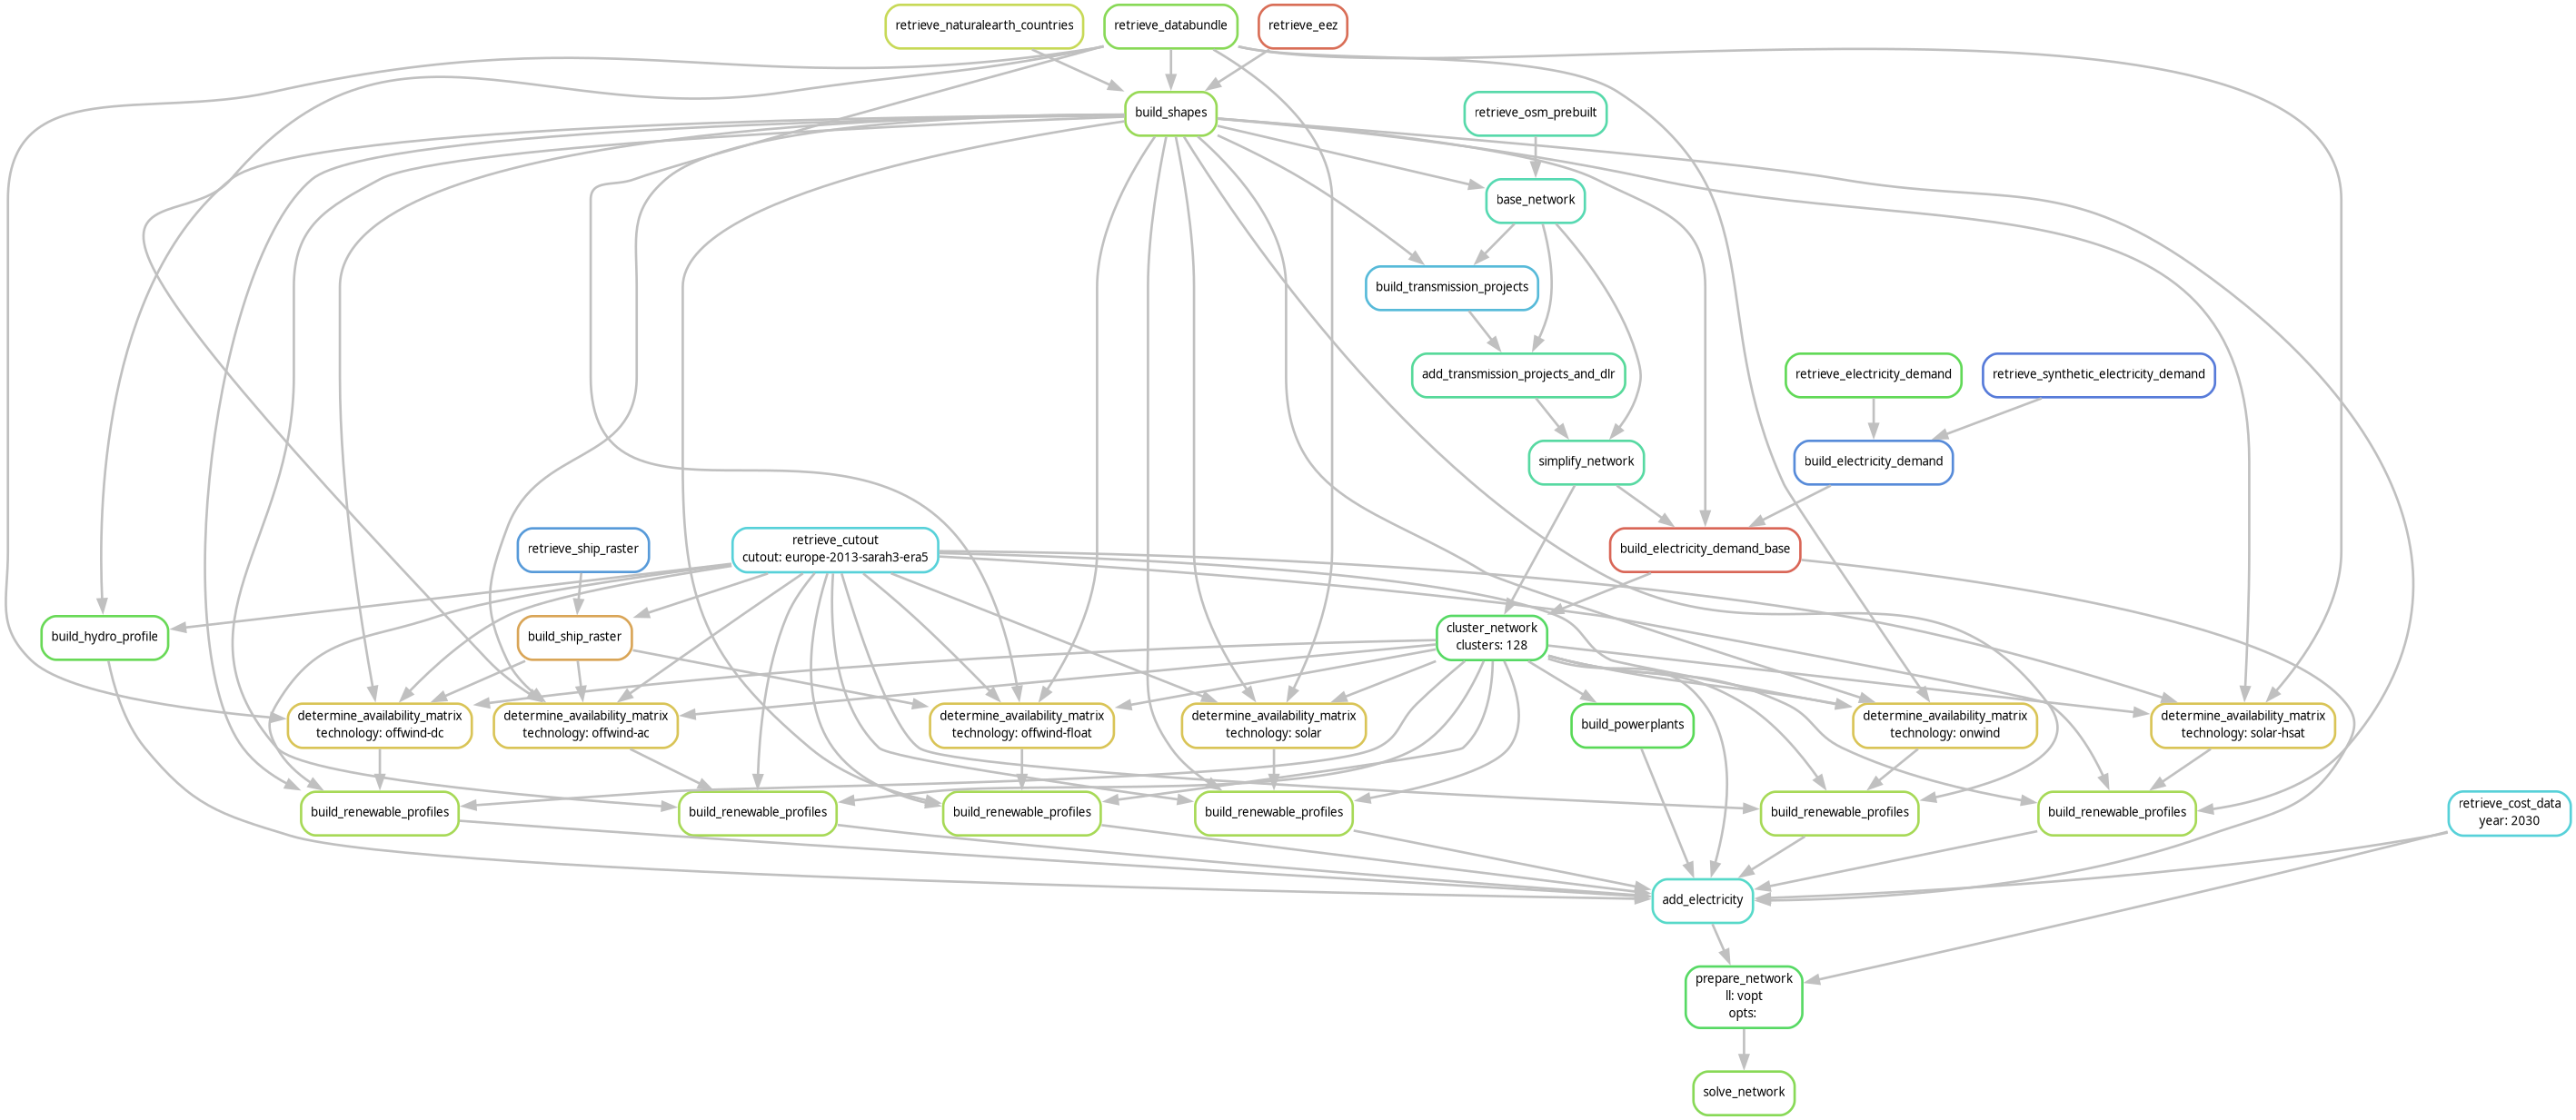 retrieve_naturalearth_countries
retrieve_databundle
retrieve_eez
build_shapes
retrieve_osm_prebuilt
base_network
build_transmission_projects
add_transmission_projects_and_dlr
retrieve_electricity_demand
retrieve_synthetic_electricity_demand
simplify_network
build_electricity_demand
retrieve_ship_raster
retrieve_cutout
cutout: europe-2013-sarah3-era5
build_electricity_demand_base
build_hydro_profile
build_ship_raster
cluster_network
clusters: 128
determine_availability_matrix
technology: offwind-dc
determine_availability_matrix
technology: offwind-ac
determine_availability_matrix
technology: offwind-float
determine_availability_matrix
technology: solar
build_powerplants
determine_availability_matrix
technology: onwind
determine_availability_matrix
technology: solar-hsat
build_renewable_profiles
build_renewable_profiles
build_renewable_profiles
build_renewable_profiles
build_renewable_profiles
build_renewable_profiles
retrieve_cost_data
year: 2030
add_electricity
prepare_network
ll: vopt
opts:
solve_network